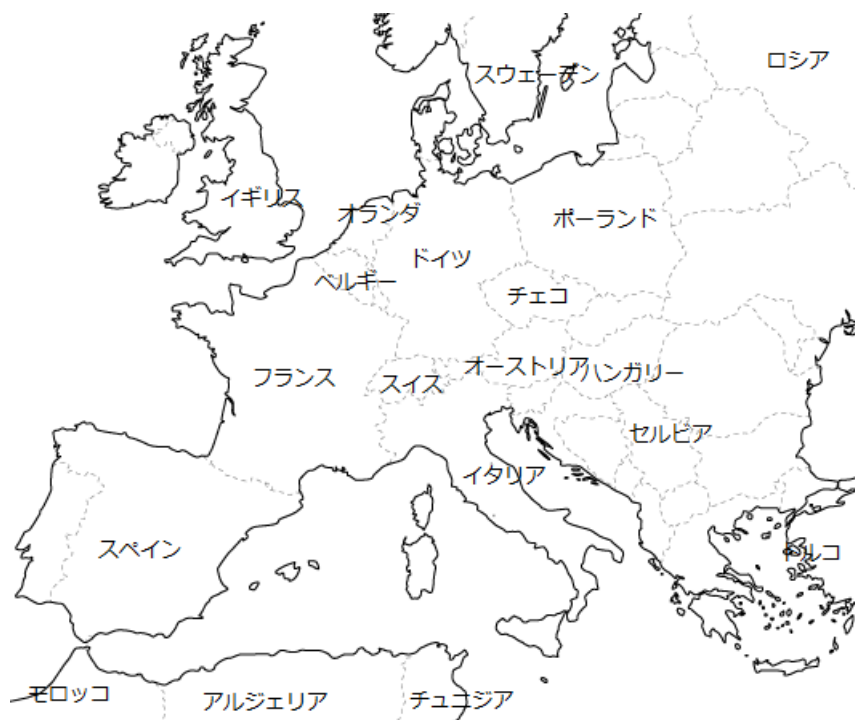 ロシア
スウェーデン
イギリス
オランダ
ポーランド
ドイツ
ベルギー
チェコ
フランス
スイス
オーストリア
ハンガリー
セルビア
イタリア
スペイン
トルコ
モロッコ
アルジェリア
チュニジア